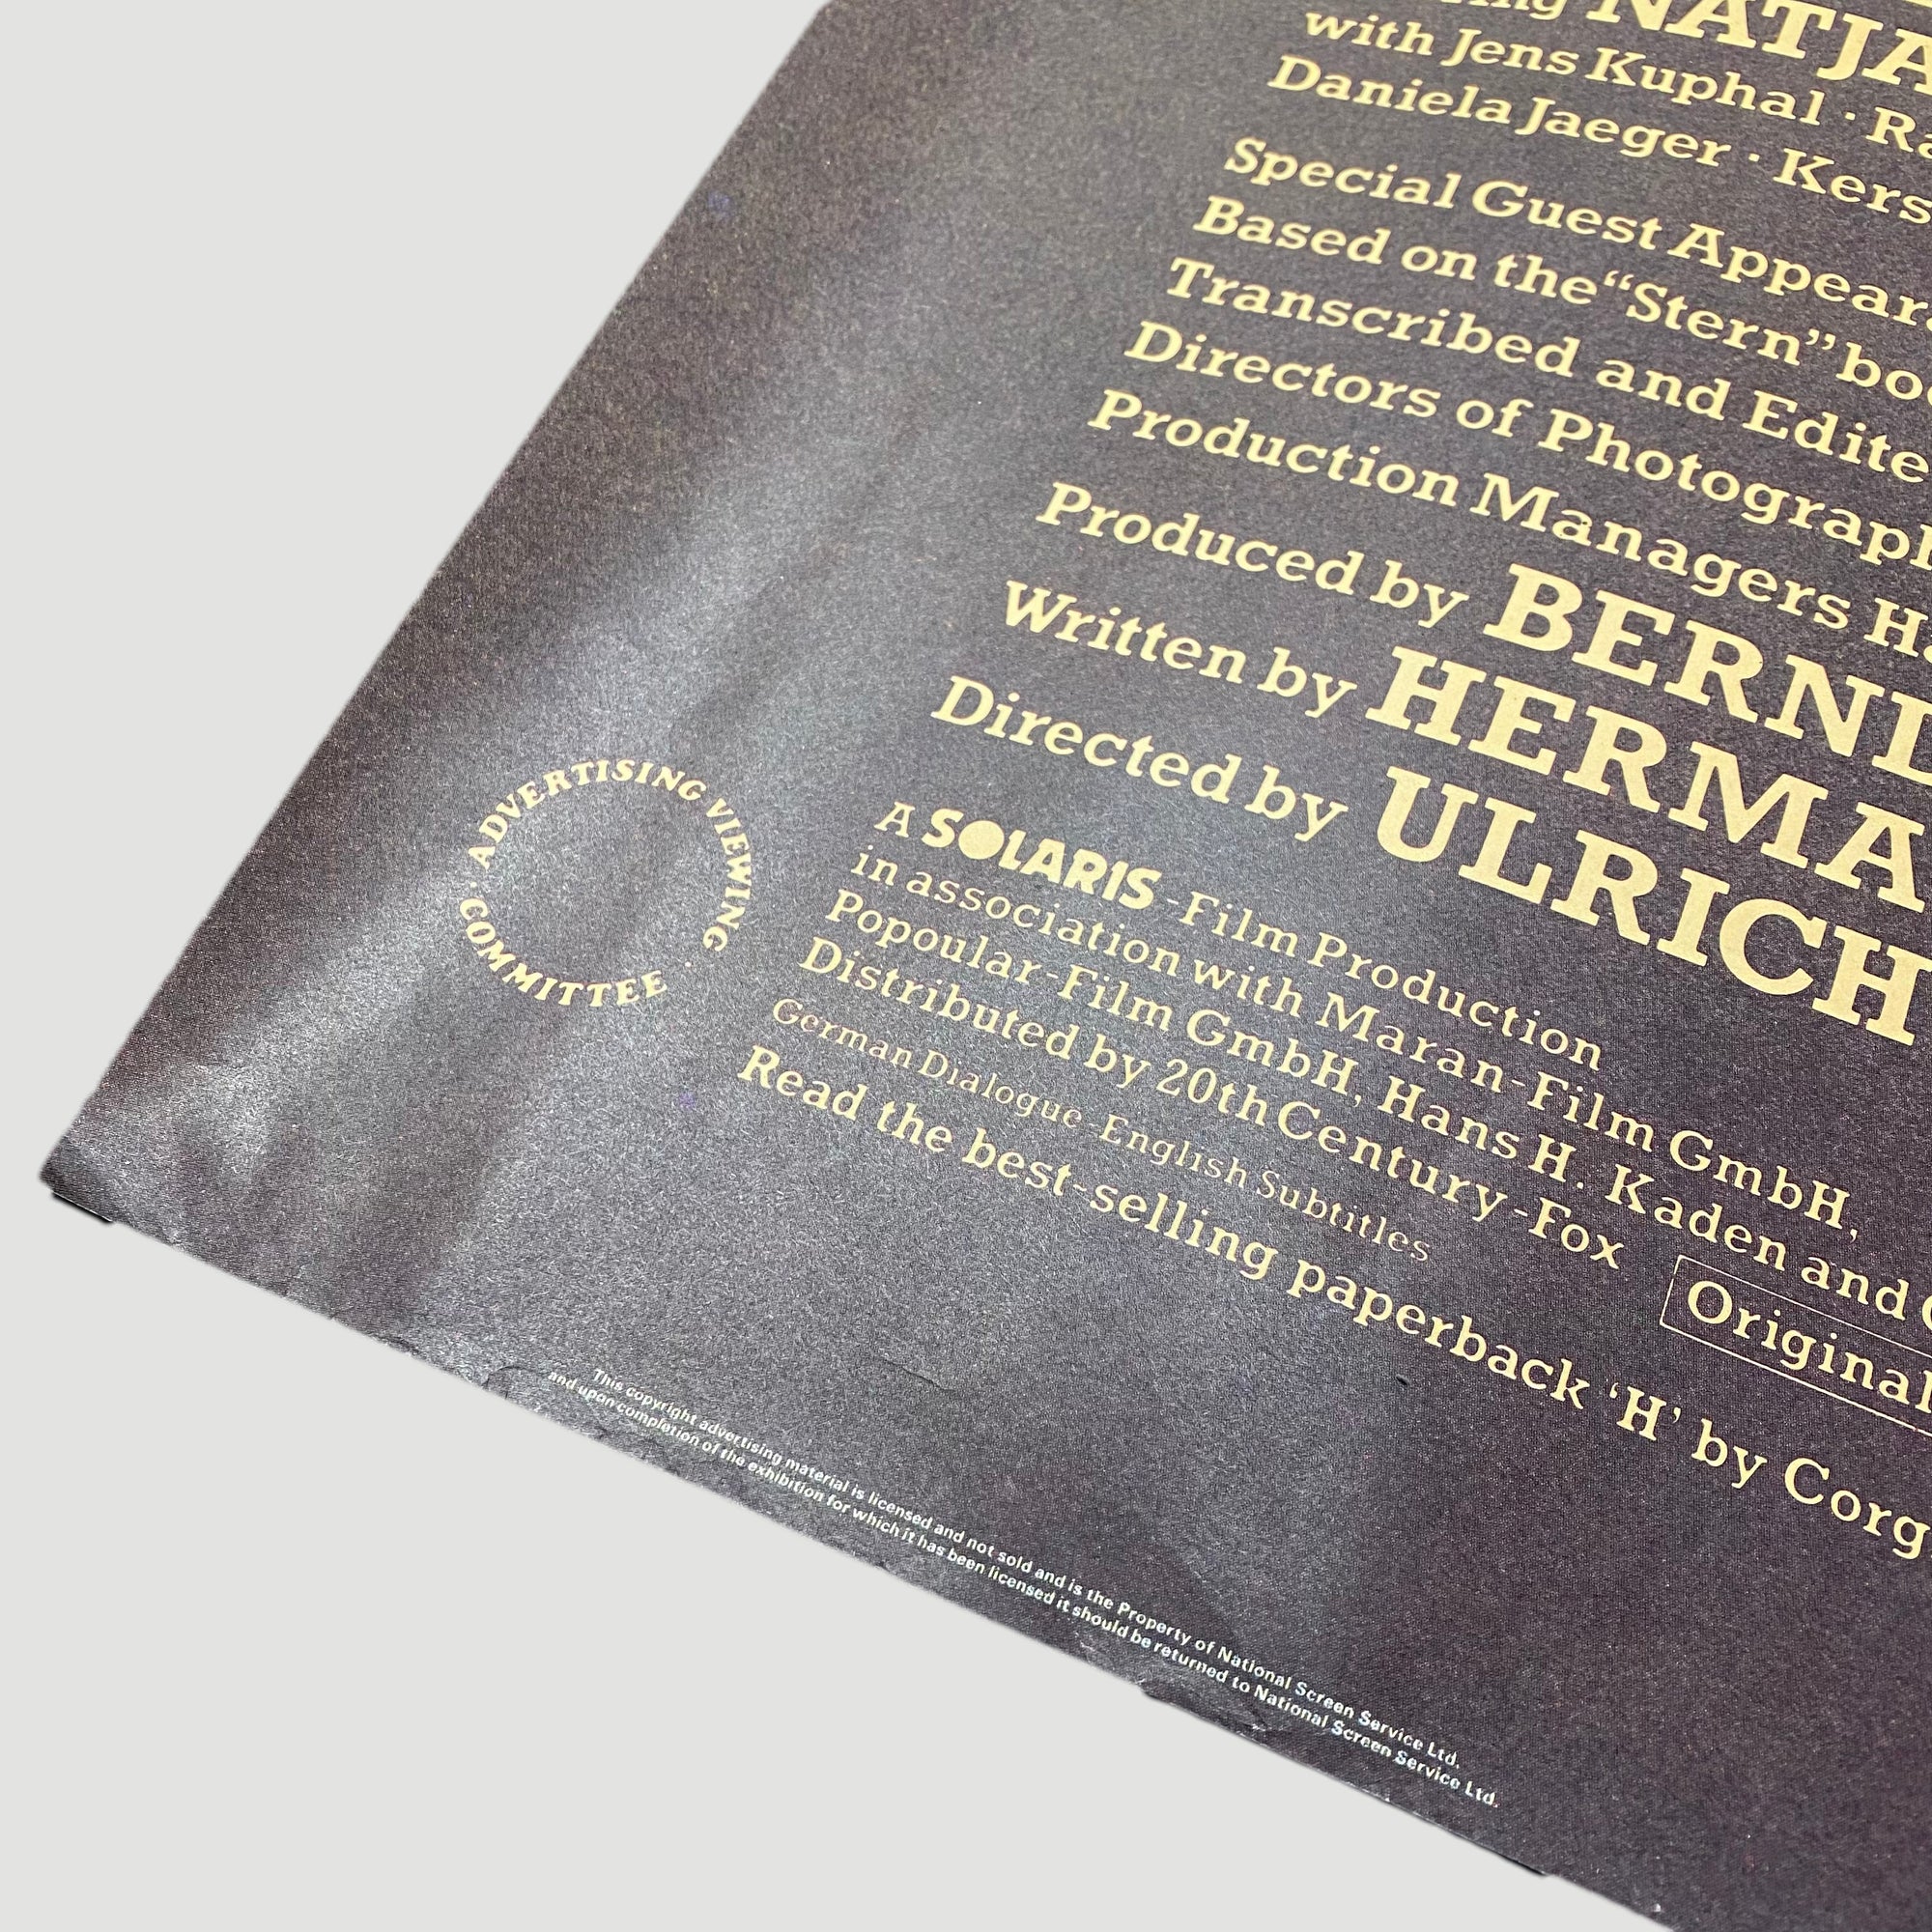 NATJA
with Jens Kuphal · Ra
Daniela Jaeger · Kers
Special Guest Appear
Based on the “Stern” bo
Transcribed and Edite
Directors of Photograph
Production Managers H
Produced by BERND
Written by HERMA
Directed by ULRICH
· ADVERTISING VIEWING · COMMITTEE
A SOLARIS - Film Production
in association with Maran-Film GmbH,
Popoular-Film GmbH, Hans H. Kaden and
Distributed by 20th Century-Fox
German Dialogue English Subtitles
Original
Read the best-selling paperback ‘H’ by Corg
This copyright advertising material is licensed and not sold and is the Property of National Screen Service Ltd.
and upon completion of the exhibition for which it has been licensed it should be returned to National Screen Service Ltd.